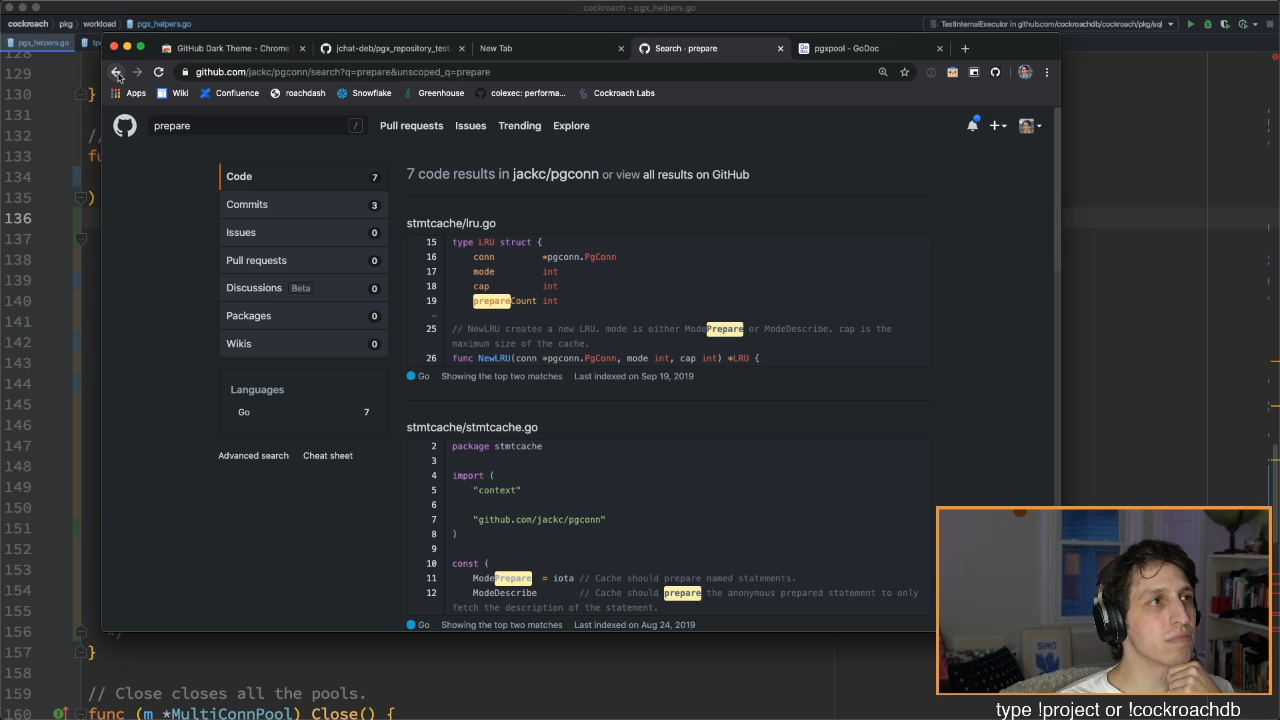 cockroach – pgx_helpers.go
cockroach pkg workload pgx_helpers.go
TestInternalExecutor in github.com/cockroachdb/cockroach/pkg/sql
pgx_helpers.go
GitHub Dark Theme - Chrome
jchat-deb/pgx_repository_test.
New Tab
Search · prepare
pgxpool - GoDoc
github.com/jackc/pgconn/search?q=prepare&unscoped_q=prepare
Apps Wiki Confluence roachdash Snowflake Greenhouse colexec: performa... Cockroach Labs
prepare /
Pull requests Issues Trending Explore
Code 7
Commits 3
Issues 0
Pull requests 0
Discussions Beta 0
Packages 0
Wikis 0
Languages
Go 7
Advanced search Cheat sheet
7 code results in jackc/pgconn or view all results on GitHub
stmtcache/lru.go
15 type LRU struct {
16 conn *pgconn.PgConn
17 mode int
18 cap int
19 prepareCount int
25 // NewLRU creates a new LRU. mode is either ModePrepare or ModeDescribe. cap is the
maximum size of the cache.
26 func NewLRU(conn *pgconn.PgConn, mode int, cap int) *LRU {
Go Showing the top two matches Last indexed on Sep 19, 2019
stmtcache/stmtcache.go
2 package stmtcache
3
4 import (
5 "context"
6
7 "github.com/jackc/pgconn"
8 )
9
10 const (
11 ModePrepare = iota // Cache should prepare named statements.
12 ModeDescribe // Cache should prepare the anonymous prepared statement to only
fetch the description of the statement.
Go Showing the top two matches Last indexed on Aug 24, 2019
128
129
130 }
131
132 //
133 fu
134
135 )
136
137
138
139
140
141
142
143
144
145
146
147
148
149
150
151
152
153
154
155
156 */
157 }
158
159 // Close closes all the pools.
160 func (m *MultiConnPool) Close() {
SING
type !project or !cockroachdb